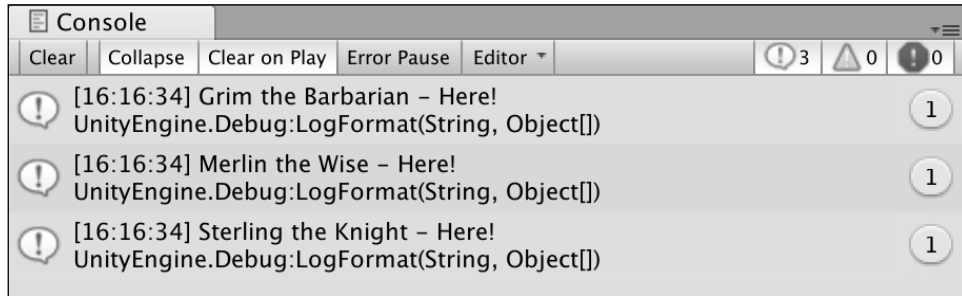 Console
Clear Collapse Clear on Play Error Pause Editor 3 0 0
[16:16:34] Grim the Barbarian – Here!
UnityEngine.Debug:LogFormat(String, Object[])
1
[16:16:34] Merlin the Wise – Here!
UnityEngine.Debug:LogFormat(String, Object[])
1
[16:16:34] Sterling the Knight – Here!
UnityEngine.Debug:LogFormat(String, Object[])
1